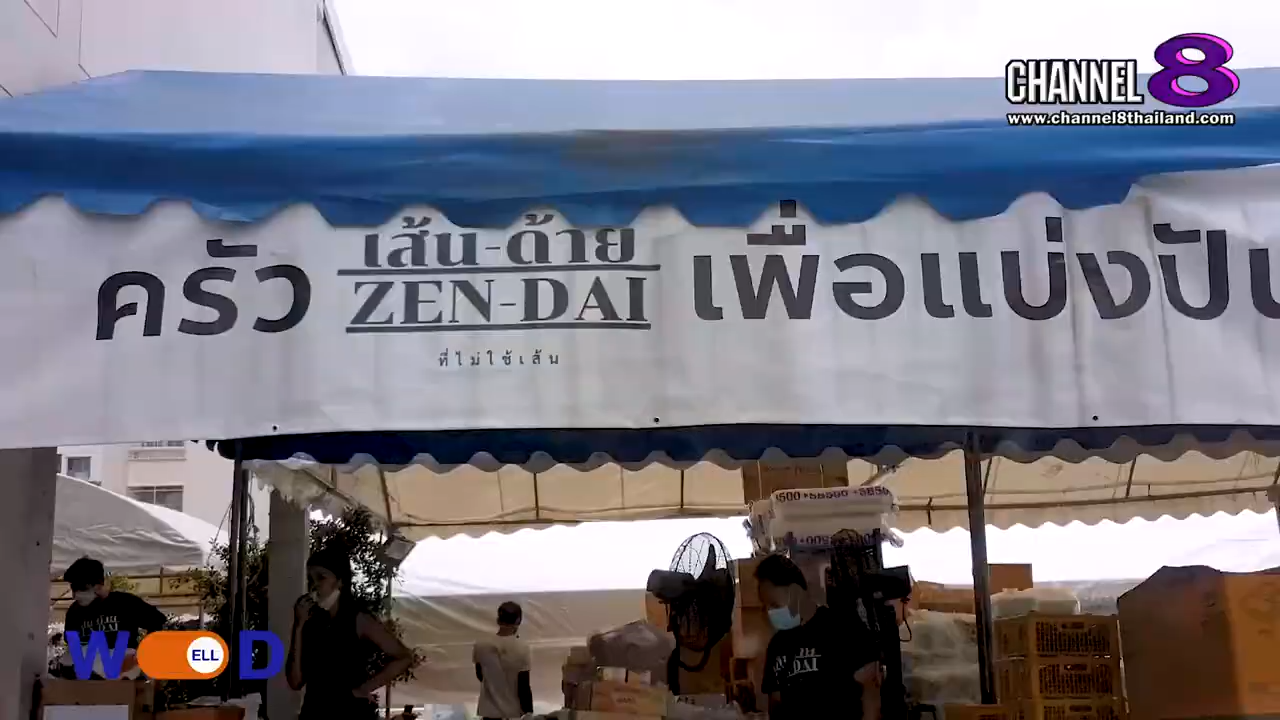 CHANNEL 8
www.channel8thailand.com
ครัว เส้น-ด้าย เพื่อแบ่งปัน
ZEN-DAI
ที่ไม่ใช้เส้น
W ELL D